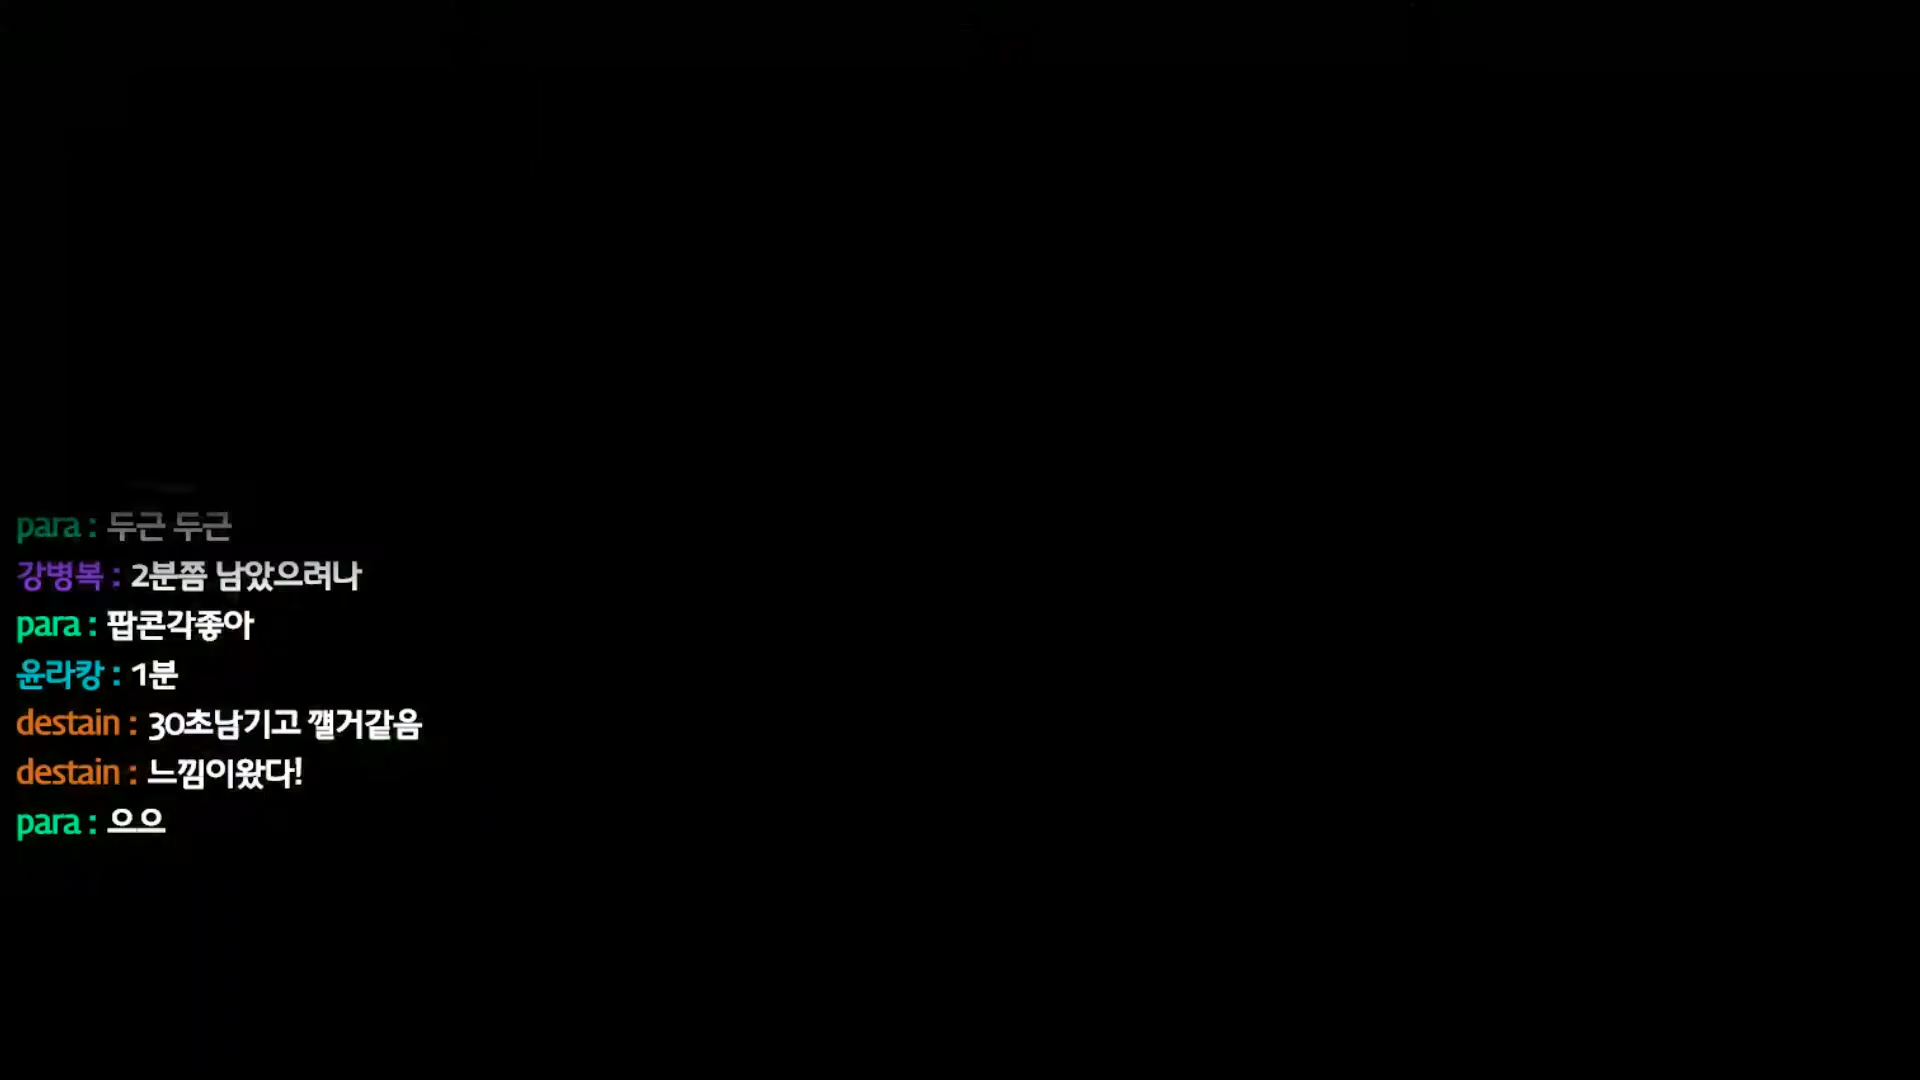 para : 두근 두근
강병복 : 2분쯤 남았으려나
para : 팝콘각좋아
윤라캉 : 1분
destain : 30초남기고 깰거같음
destain : 느낌이왔다!
para : 으으